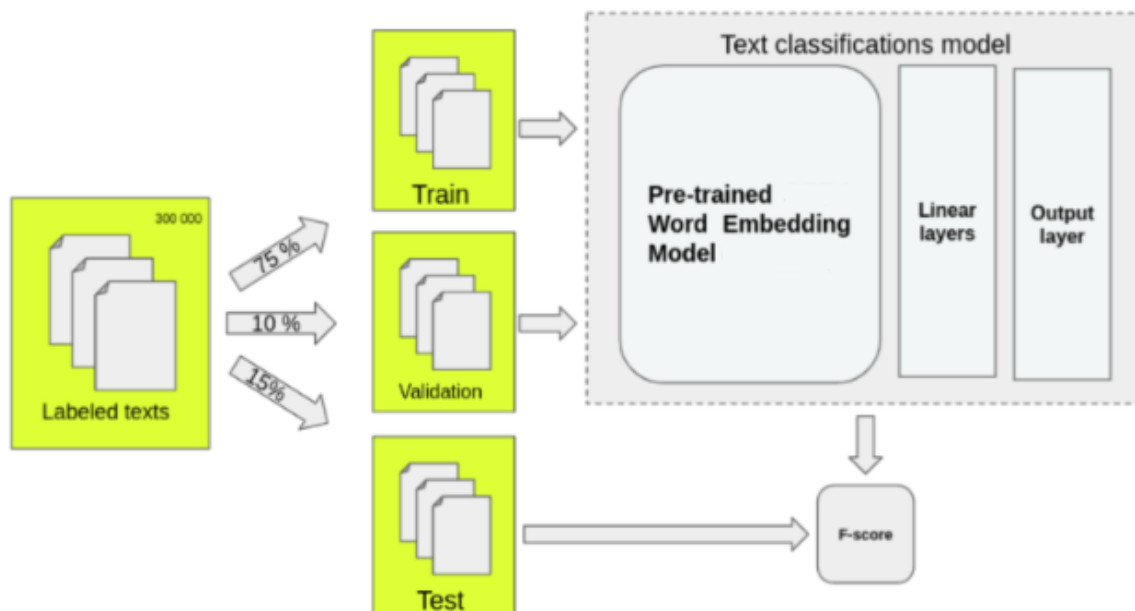 300 000
Labeled texts
75 %
10 %
15%
Train
Validation
Test
Text classifications model
Pre-trained
Word Embedding
Model
Linear
layers
Output
layer
F-score